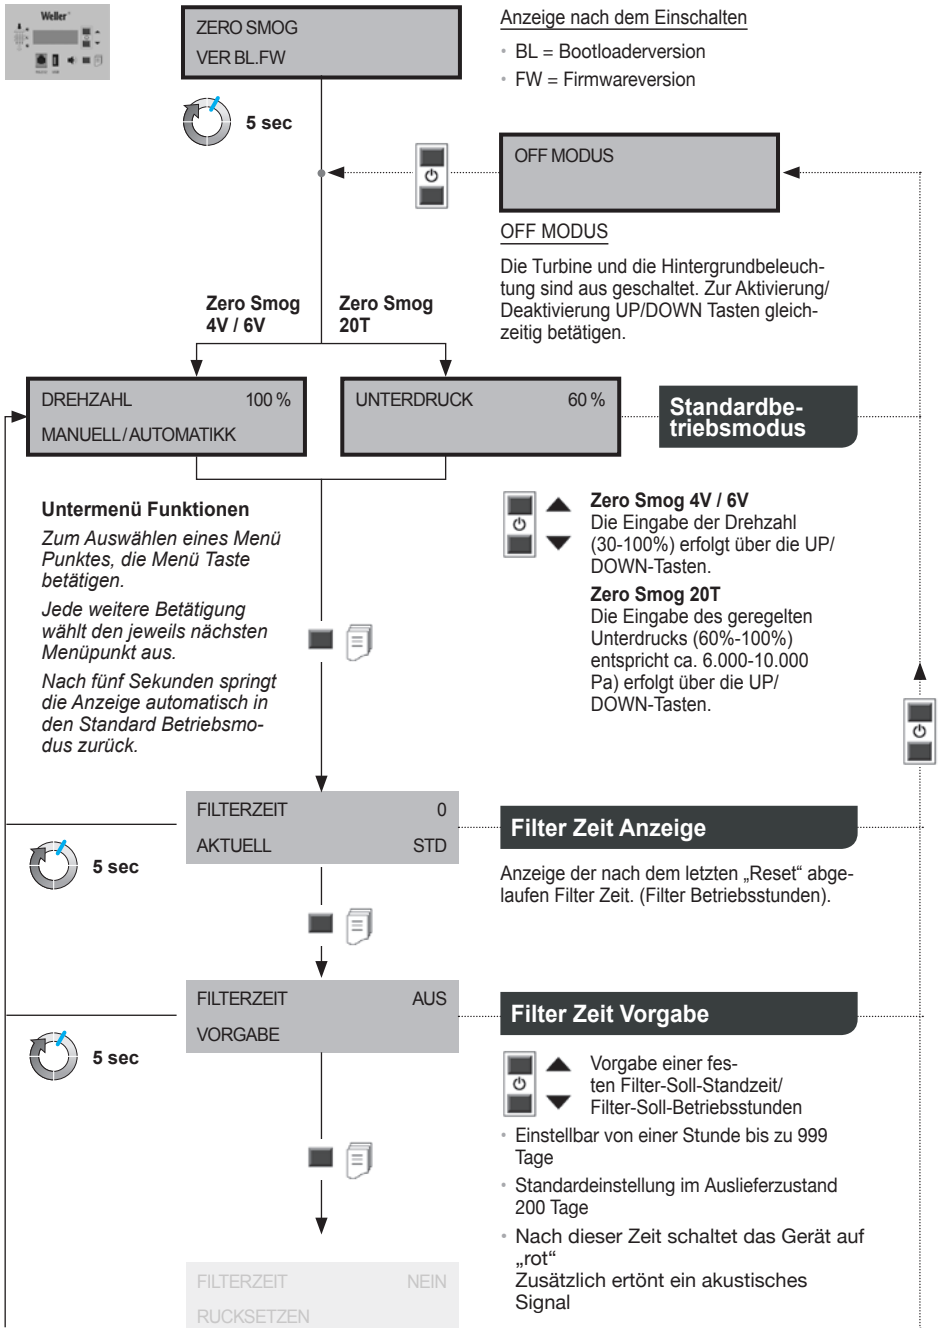 Weller
ZERO SMOG
VER BL.FW
Anzeige nach dem Einschalten
• BL = Bootloaderversion
• FW = Firmwareversion
5 sec
OFF MODUS
OFF MODUS
Die Turbine und die Hintergrundbeleuch-
tung sind aus geschaltet. Zur Aktivierung/
Deaktivierung UP/DOWN Tasten gleich-
zeitig betätigen.
Zero Smog
4V / 6V
Zero Smog
20T
DREHZAHL 100 %
MANUELL/AUTOMATIKK
UNTERDRUCK 60 %
Standardbe-
triebsmodus
Untermenü Funktionen
Zum Auswählen eines Menü
Punktes, die Menü Taste
betätigen.
Jede weitere Betätigung
wählt den jeweils nächsten
Menüpunkt aus.
Nach fünf Sekunden springt
die Anzeige automatisch in
den Standard Betriebsmo-
dus zurück.
Zero Smog 4V / 6V
Die Eingabe der Drehzahl
(30-100%) erfolgt über die UP/
DOWN-Tasten.
Zero Smog 20T
Die Eingabe des geregelten
Unterdrucks (60%-100%)
entspricht ca. 6.000-10.000
Pa) erfolgt über die UP/
DOWN-Tasten.
FILTERZEIT 0
AKTUELL STD
5 sec
Filter Zeit Anzeige
Anzeige der nach dem letzten „Reset“ abge-
laufen Filter Zeit. (Filter Betriebsstunden).
FILTERZEIT AUS
VORGABE
5 sec
Filter Zeit Vorgabe
Vorgabe einer fes-
ten Filter-Soll-Standzeit/
Filter-Soll-Betriebsstunden
• Einstellbar von einer Stunde bis zu 999
Tage
• Standardeinstellung im Auslieferzustand
200 Tage
• Nach dieser Zeit schaltet das Gerät auf
„rot“
Zusätzlich ertönt ein akustisches
Signal
FILTERZEIT NEIN
RUCKSETZEN